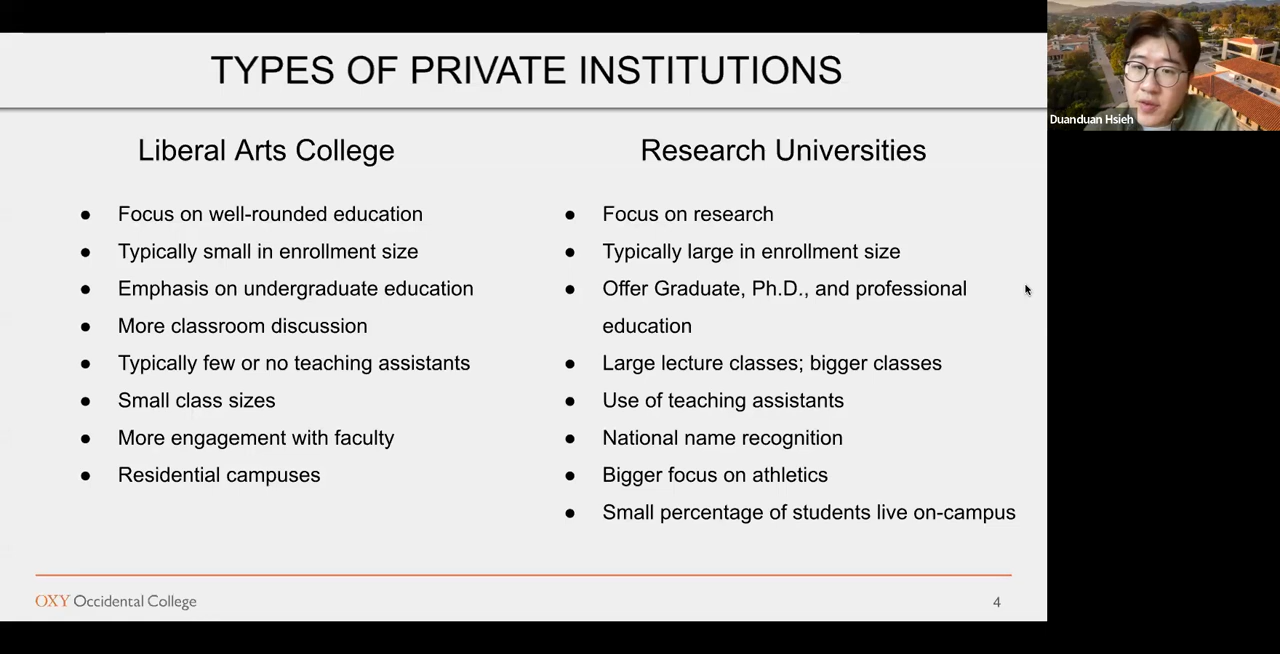 TYPES OF PRIVATE INSTITUTIONS
Liberal Arts College
● Focus on well-rounded education
● Typically small in enrollment size
● Emphasis on undergraduate education
● More classroom discussion
● Typically few or no teaching assistants
● Small class sizes
● More engagement with faculty
● Residential campuses
Research Universities
● Focus on research
● Typically large in enrollment size
● Offer Graduate, Ph.D., and professional
education
● Large lecture classes; bigger classes
● Use of teaching assistants
● National name recognition
● Bigger focus on athletics
● Small percentage of students live on-campus
OXY Occidental College
4
Duanduan Hsieh